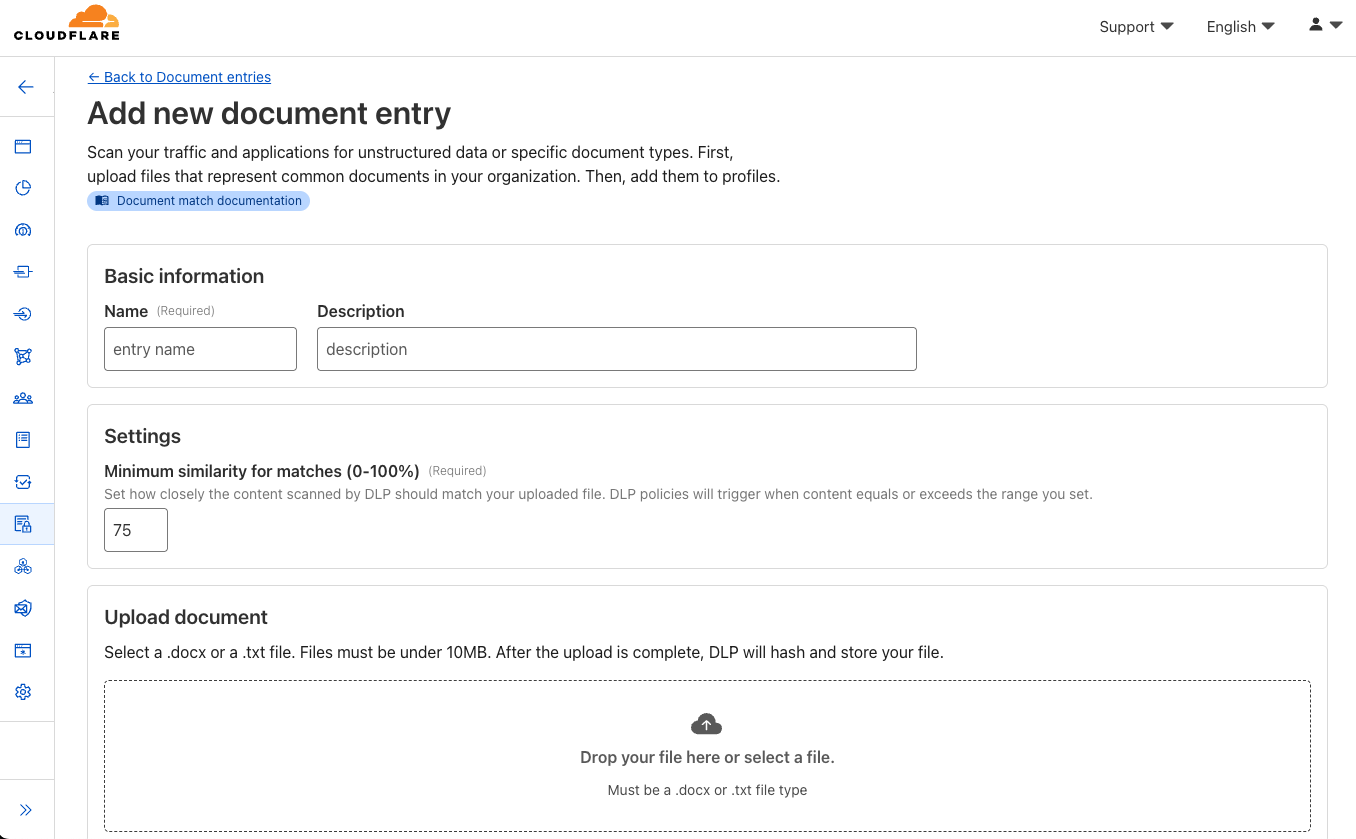 CLOUDFLARE
Support
English
← Back to Document entries
Add new document entry
Scan your traffic and applications for unstructured data or specific document types. First,
upload files that represent common documents in your organization. Then, add them to profiles.
Document match documentation
Basic information
Name (Required)
Description
entry name
description
Settings
Minimum similarity for matches (0-100%) (Required)
Set how closely the content scanned by DLP should match your uploaded file. DLP policies will trigger when content equals or exceeds the range you set.
75
Upload document
Select a .docx or a .txt file. Files must be under 10MB. After the upload is complete, DLP will hash and store your file.
Drop your file here or select a file.
Must be a .docx or .txt file type